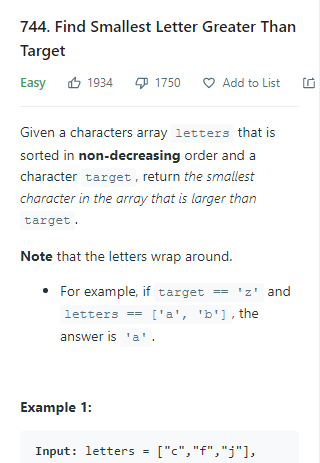 744. Find Smallest Letter Greater Than
Target
Easy 1934 1750 Add to List
Given a characters array letters that is
sorted in non-decreasing order and a
character target, return the smallest
character in the array that is larger than
target.
Note that the letters wrap around.
• For example, if target == 'z' and
letters == ['a', 'b'], the
answer is 'a'.
Example 1:
Input: letters = ["c","f","j"],